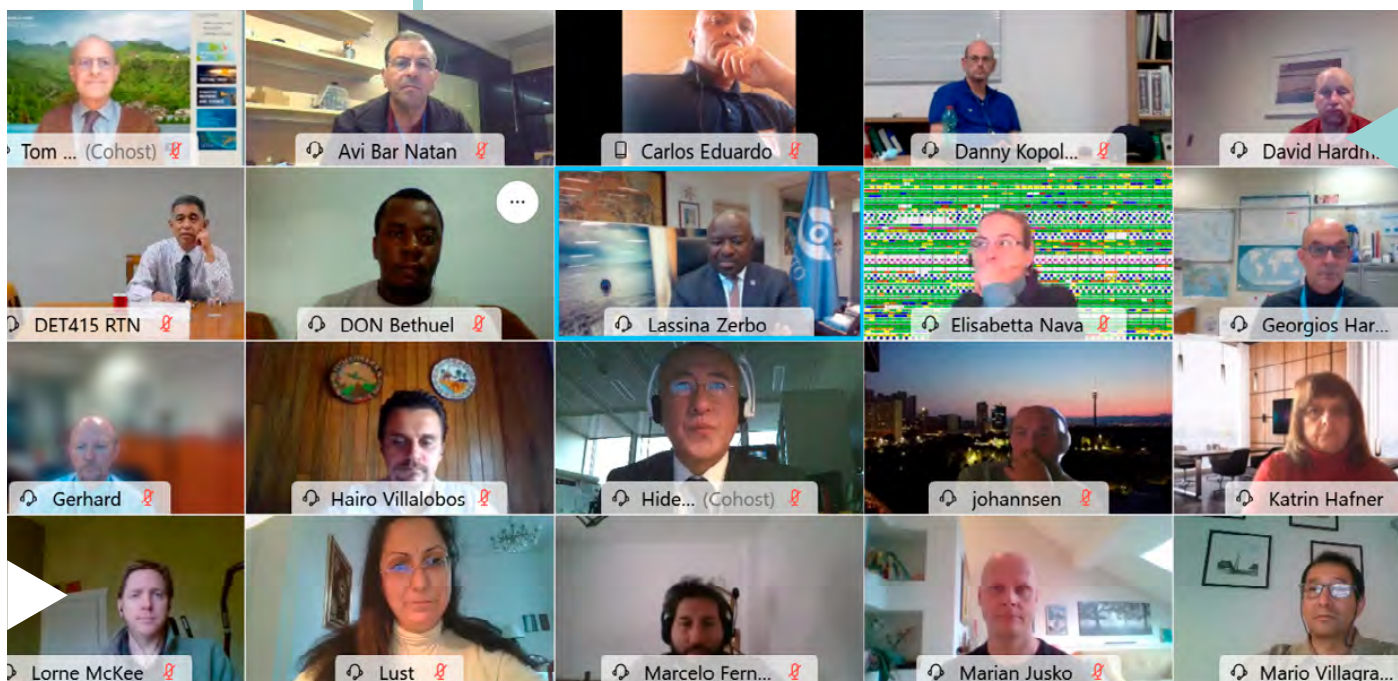 Tom ... (Cohost)
Avi Bar Natan
Carlos Eduardo
Danny Kopol...
David Hardm.
DET415 RTN
DON Bethuel
...
Lassina Zerbo
Elisabetta Nava
Georgios Har...
Gerhard
Hairo Villalobos
Hide... (Cohost)
johannsen
Katrin Hafner
Lorne McKee
Lust
Marcelo Fern...
Marian Jusko
Mario Villagra...